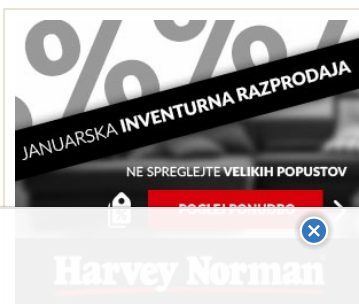 %%%
JANUARSKA INVENTURNA RAZPRODAJA
NE SPREGLEJTE VELIKIH POPUSTOV
POGLEJ PONUDBO
Harvey Norman